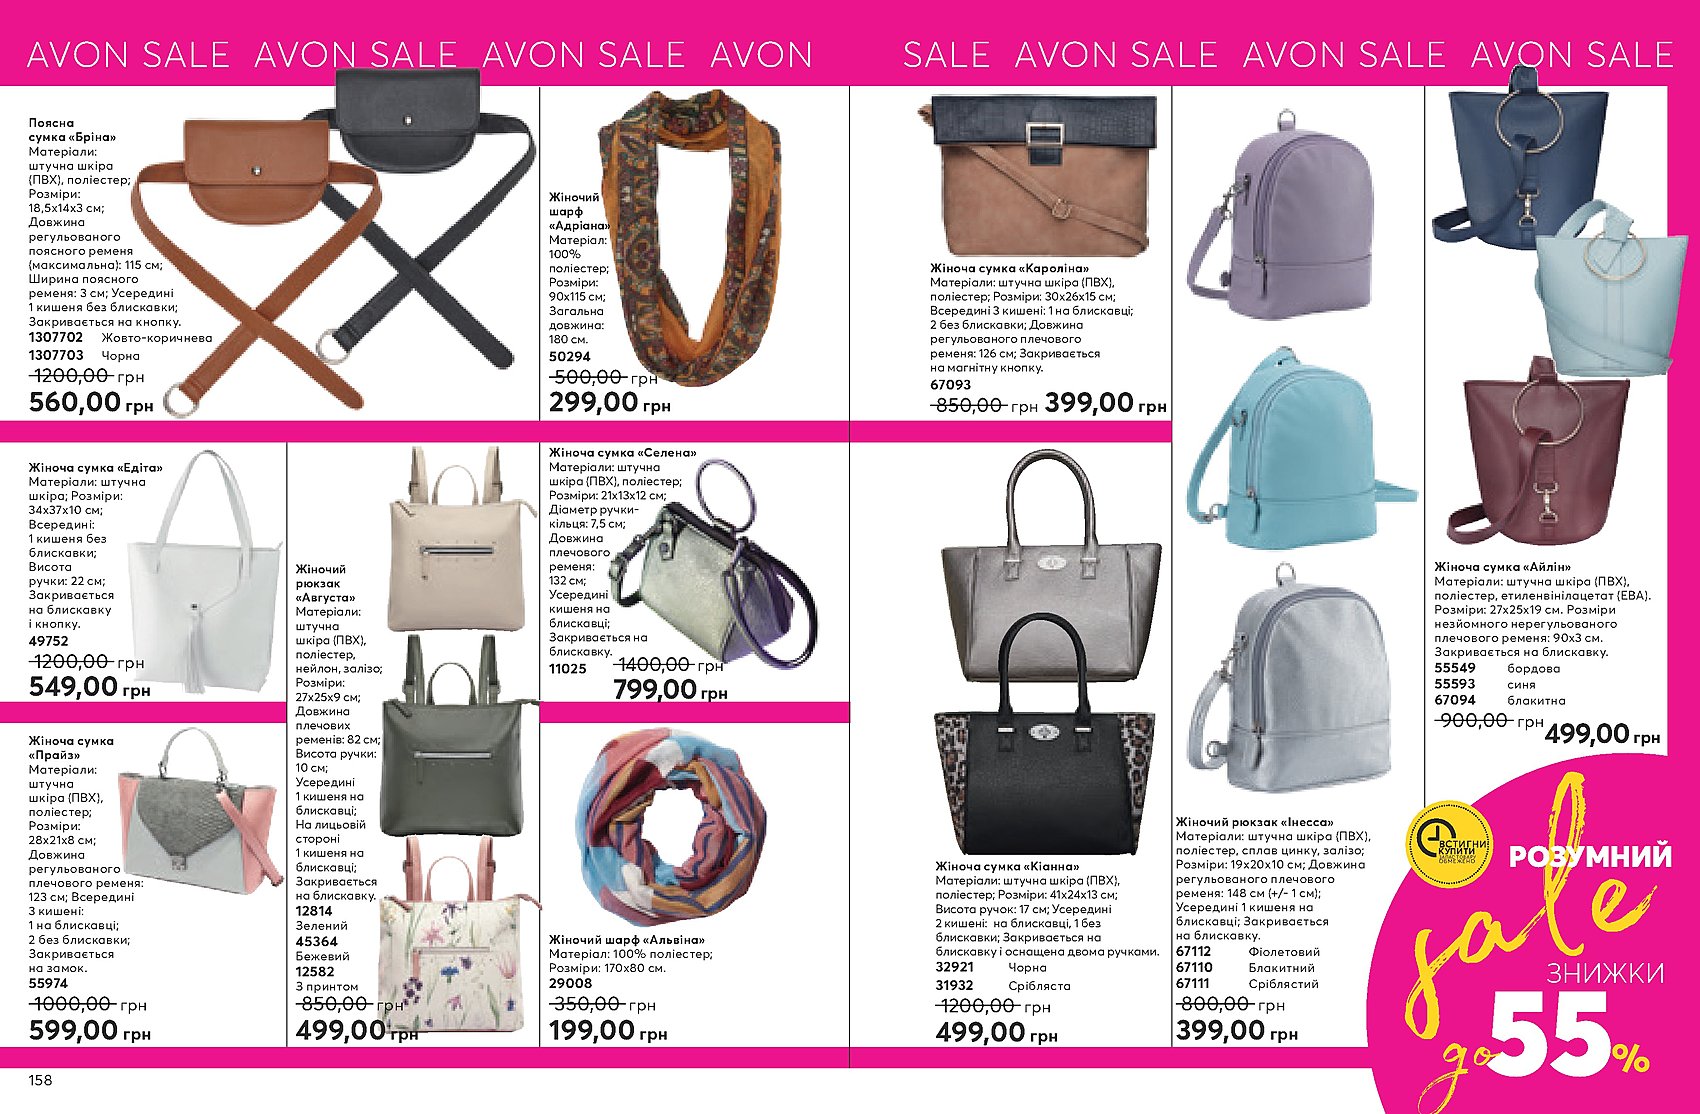 AVON SALE AVON SALE AVON SALE AVON
SALE AVON SALE AVON SALE AVON SALE
Поясна
сумка «Бріна»
Матеріали:
штучна шкіра
(ПВХ), поліестер;
Розміри:
18,5х14х3 см;
Довжина
регульованого
поясного ременя
(максимальна): 115 см;
Ширина поясного
ременя: 3 см; Усередині
1 кишеня без блискавки;
Закривається на кнопку.
1307702 Жовто-коричнева
1307703 Чорна
1200,00 грн
560,00 грн
Жіночий
шарф
«Адріана»
Матеріал:
100%
поліестер;
Розміри:
90х115 см;
Загальна
довжина:
180 см.
50294
500,00 грн
299,00 грн
Жіноча сумка «Едіта»
Матеріали: штучна
шкіра; Розміри:
34х37х10 см;
Всередині:
1 кишеня без
блискавки;
Висота
ручки: 22 см;
Закривається
на блискавку
і кнопку.
49752
1200,00 грн
549,00 грн
Жіноча сумка
«Прайз»
Матеріали:
штучна
шкіра (ПВХ),
поліестер;
Розміри:
28х21х8 см;
Довжина
регульованого
плечового ременя:
123 см; Всередині
3 кишені:
1 на блискавці;
2 без блискавки;
Закривається
на замок.
55974
1000,00 грн
599,00 грн
Жіночий
рюкзак
«Августа»
Матеріали:
штучна
шкіра (ПВХ),
поліестер,
нейлон, залізо;
Розміри:
27х25х9 см;
Довжина
плечових
ременів: 82 см;
Висота ручки:
10 см;
Усередині
1 кишеня на
блискавці;
На лицьовій
стороні
1 кишеня на
блискавці;
Закривається
на блискавку.
12814
Зелений
45364
Бежевий
12582
З принтом
850,00 грн
499,00 грн
Жіноча сумка «Селена»
Матеріали: штучна
шкіра (ПВХ), поліестер;
Розміри: 21х13х12 см;
Діаметр ручки-
кільця: 7,5 см;
Довжина
плечового
ременя:
132 см;
Усередині
кишеня на
блискавці;
Закривається на
блискавку.
11025
1400,00 грн
799,00 грн
Жіночий шарф «Альвіна»
Матеріал: 100% поліестер;
Розміри: 170х80 см.
29008
350,00 грн
199,00 грн
158
Жіноча сумка «Кароліна»
Матеріали: штучна шкіра (ПВХ),
поліестер; Розміри: 30х26х15 см;
Всередині 3 кишені: 1 на блискавці;
2 без блискавки; Довжина
регульованого плечового
ременя: 126 см; Закривається
на магнітну кнопку.
67093
850,00 грн 399,00 грн
Жіноча сумка «Кіанна»
Матеріали: штучна шкіра (ПВХ),
поліестер; Розміри: 41х24х13 см;
Висота ручок: 17 см; Усередині
2 кишені: на блискавці, 1 без
блискавки; Закривається на
блискавку і оснащена двома ручками.
32921 Чорна
31932 Срібляста
1200,00 грн
499,00 грн
Жіночий рюкзак «Інесса»
Матеріали: штучна шкіра (ПВХ),
поліестер, сплав цинку, залізо;
Розміри: 19х20х10 см; Довжина
регульованого плечового
ременя: 148 см (+/- 1 см);
Усередині 1 кишеня на
блискавці; Закривається
на блискавку.
67112 Фіолетовий
67110 Блакитний
67111 Сріблястий
800,00 грн
399,00 грн
Жіноча сумка «Айлін»
Матеріали: штучна шкіра (ПВХ),
поліестер, етиленвінілацетат (ЕВА).
Розміри: 27х25х19 см. Розміри
незйомного нерегульованого
плечового ременя: 90х3 см.
Закривається на блискавку.
55549 бордова
55593 синя
67094 блакитна
900,00 грн
499,00 грн
ВСТИГНИ
КУПИТИ
ЗАПАС ТОВАРУ
ОБМЕЖЕНО
РОЗУМНИЙ
sale
ЗНИЖКИ
до 55%